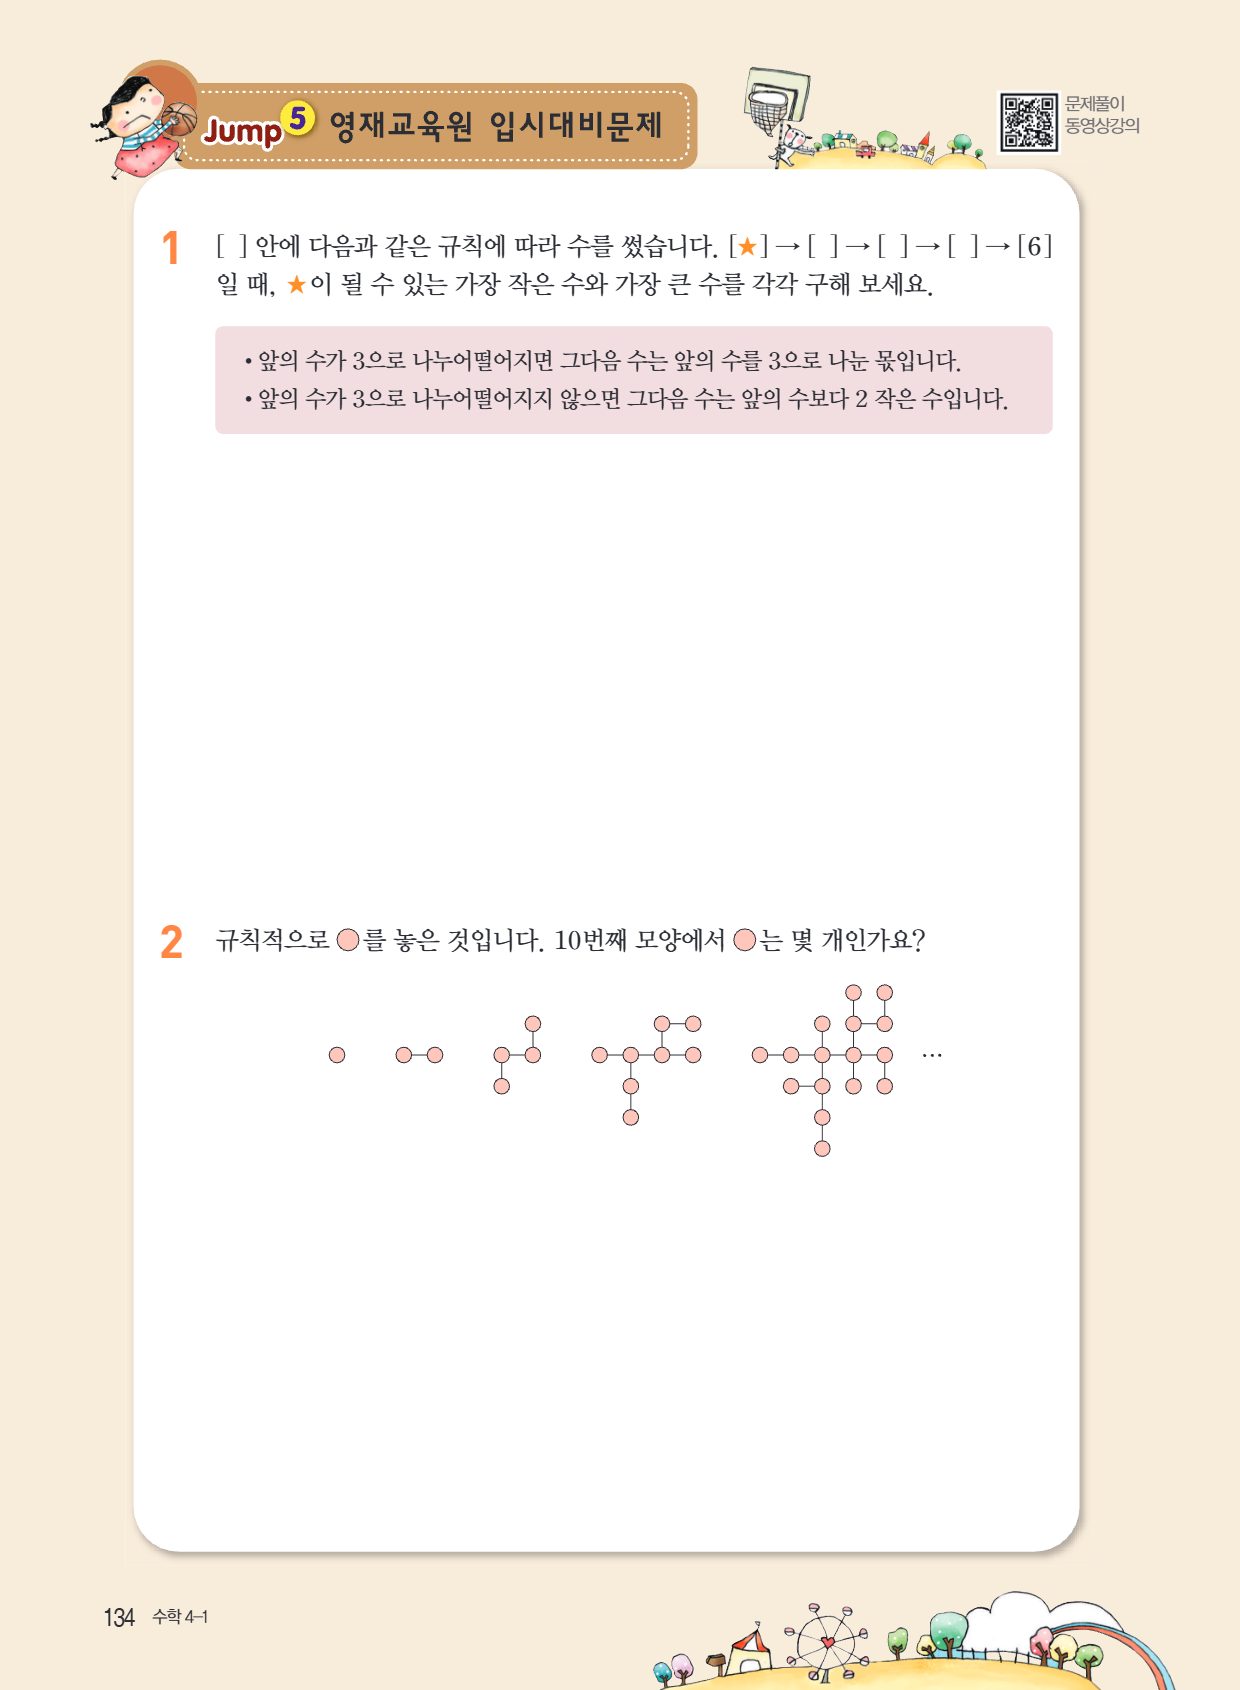 Jump 5 영재교육원 입시대비문제
문제풀이
동영상강의
1 [ ] 안에 다음과 같은 규칙에 따라 수를 썼습니다. [★]→[ ]→[ ]→[ ]→[6]
일 때, ★이 될 수 있는 가장 작은 수와 가장 큰 수를 각각 구해 보세요.
• 앞의 수가 3으로 나누어떨어지면 그다음 수는 앞의 수를 3으로 나눈 몫입니다.
• 앞의 수가 3으로 나누어떨어지지 않으면 그다음 수는 앞의 수보다 2 작은 수입니다.
2 규칙적으로 ●를 놓은 것입니다. 10번째 모양에서 ●는 몇 개인가요?
…
134 수학 4-1